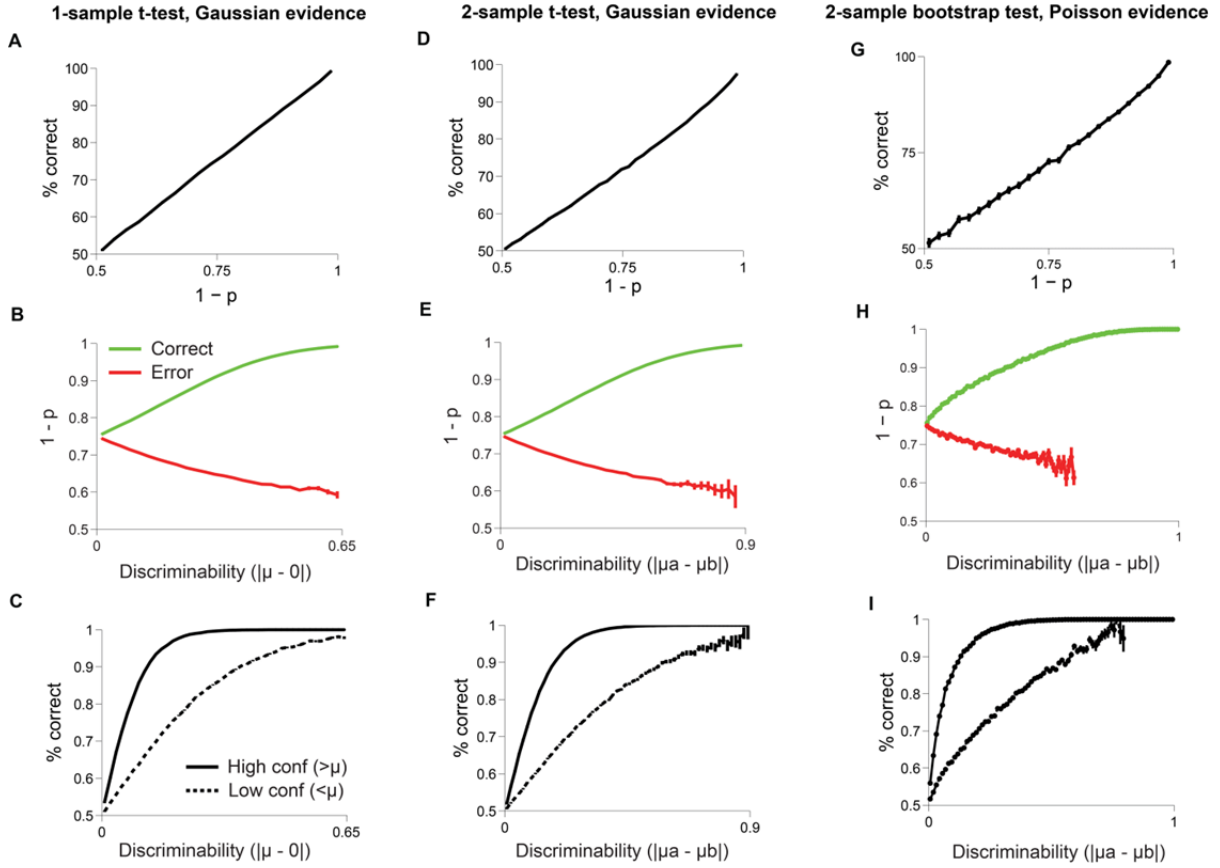 1-sample t-test, Gaussian evidence
2-sample t-test, Gaussian evidence
2-sample bootstrap test, Poisson evidence
A
100
90
80
70
60
50
% correct
0.5
0.75
1
1 − p
D
100
90
80
70
60
50
% correct
0.5
0.75
1
1 - p
G
100
75
50
% correct
0.5
0.75
1
1 − p
B
1
0.9
0.8
0.7
0.6
0.5
1 - p
Correct
Error
0
0.65
Discriminability (|µ - 0|)
E
1
0.9
0.8
0.7
0.6
0.5
1 - p
0
0.9
Discriminability (|µa - µb|)
H
1
0.9
0.8
0.7
0.6
0.5
1 − p
0
1
Discriminability (|µa - µb|)
C
1
0.9
0.8
0.7
0.6
0.5
% correct
High conf (>µ)
Low conf (<µ)
0
0.65
Discriminability (|µ - 0|)
F
1
0.9
0.8
0.7
0.6
0.5
% correct
0
0.9
Discriminability (|µa - µb|)
I
1
0.9
0.8
0.7
0.6
0.5
% correct
0
1
Discriminability (|µa - µb|)